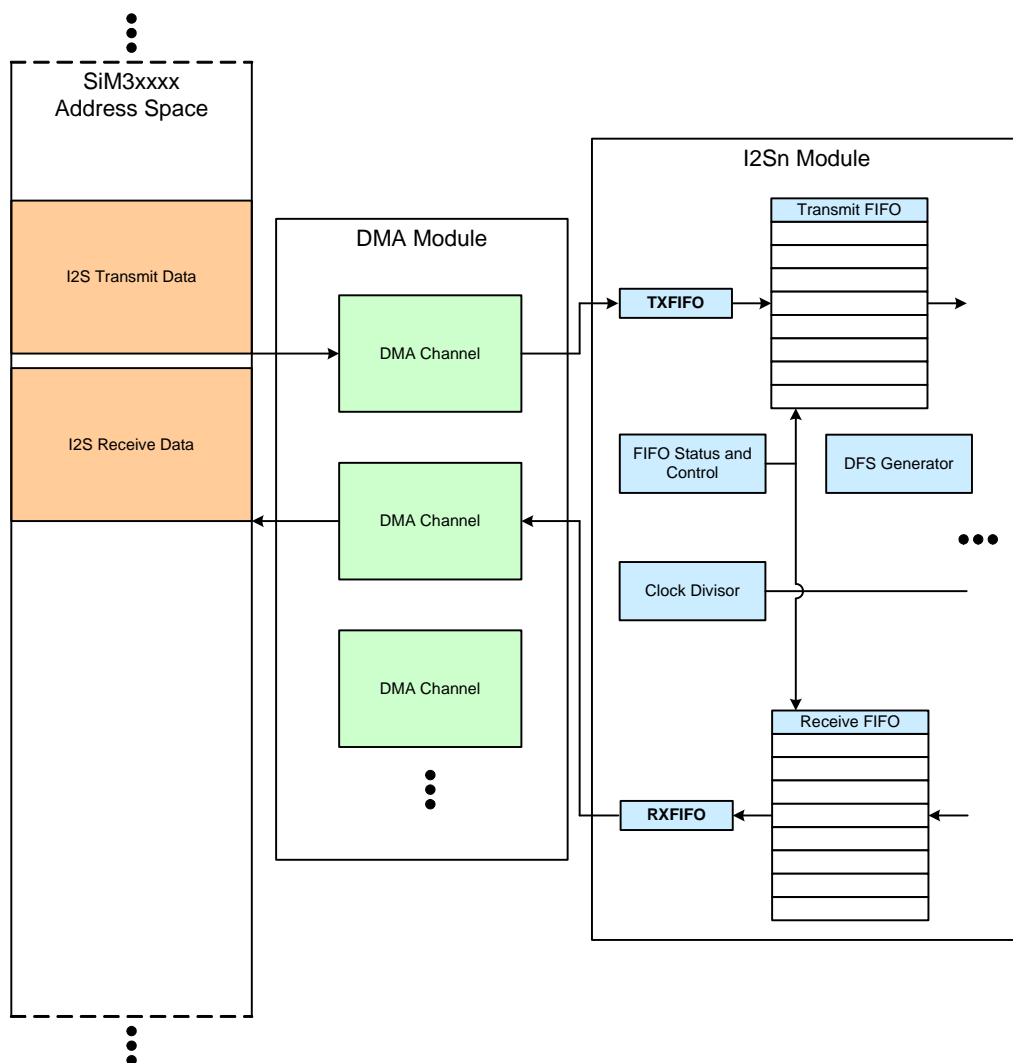 SiM3xxxx
Address Space
I2S Transmit Data
I2S Receive Data
DMA Module
DMA Channel
DMA Channel
DMA Channel
I2Sn Module
Transmit FIFO
TXFIFO
FIFO Status and
Control
DFS Generator
Clock Divisor
Receive FIFO
RXFIFO